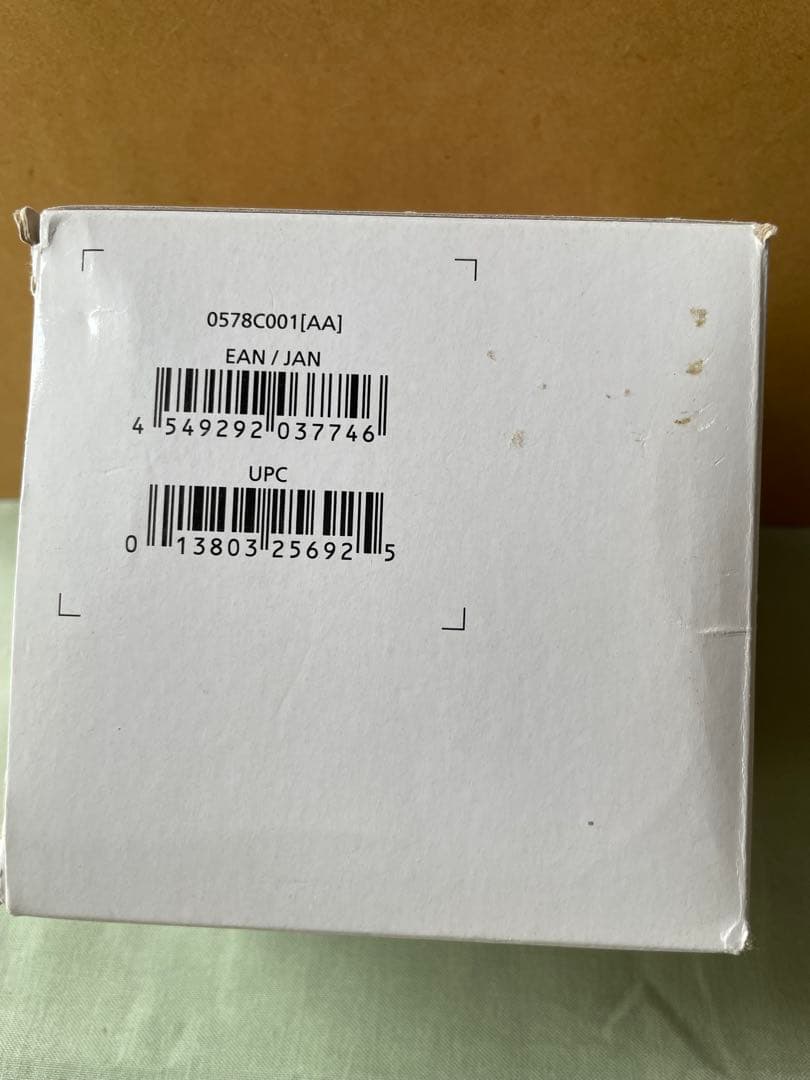 0578C001[AA]
EAN / JAN
4 549292 037746
UPC
0 13803 25692 5